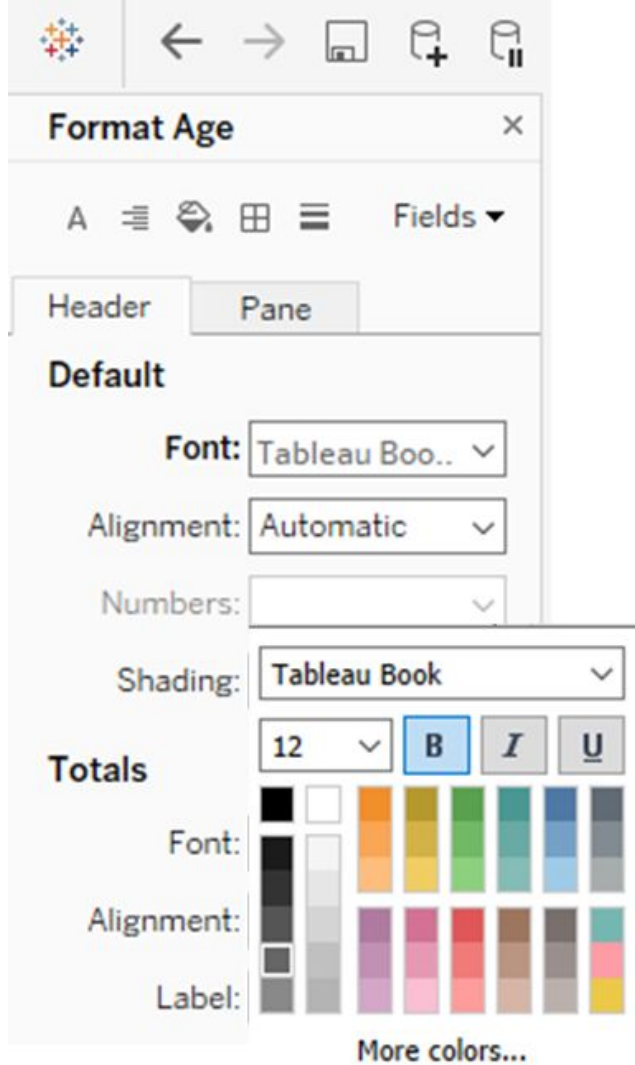 Format Age
A Fields
Header Pane
Default
Font: Tableau Boo..
Alignment: Automatic
Numbers:
Shading: Tableau Book
12 B I U
Totals
Font:
Alignment:
Label:
More colors...